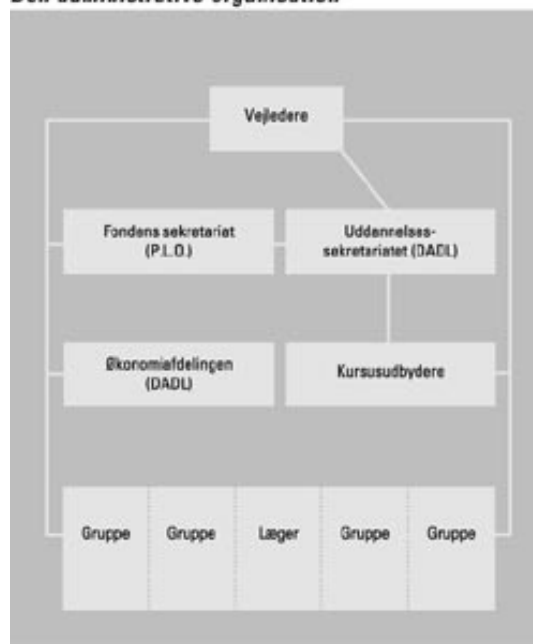 Den administrative organisation
Vejledere
Fondens sekretariat
(P.L.O.)
Uddannelses-
sekretariatet (DADL)
Økonomiafdelingen
(DADL)
Kursusudbydere
Gruppe
Gruppe
Læger
Gruppe
Gruppe